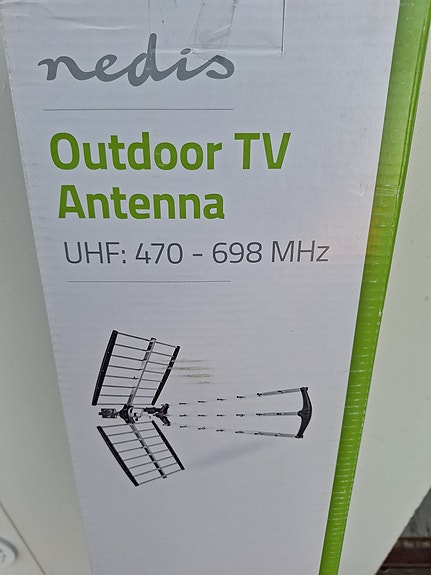 nedis
Outdoor TV
Antenna
UHF: 470 - 698 MHz